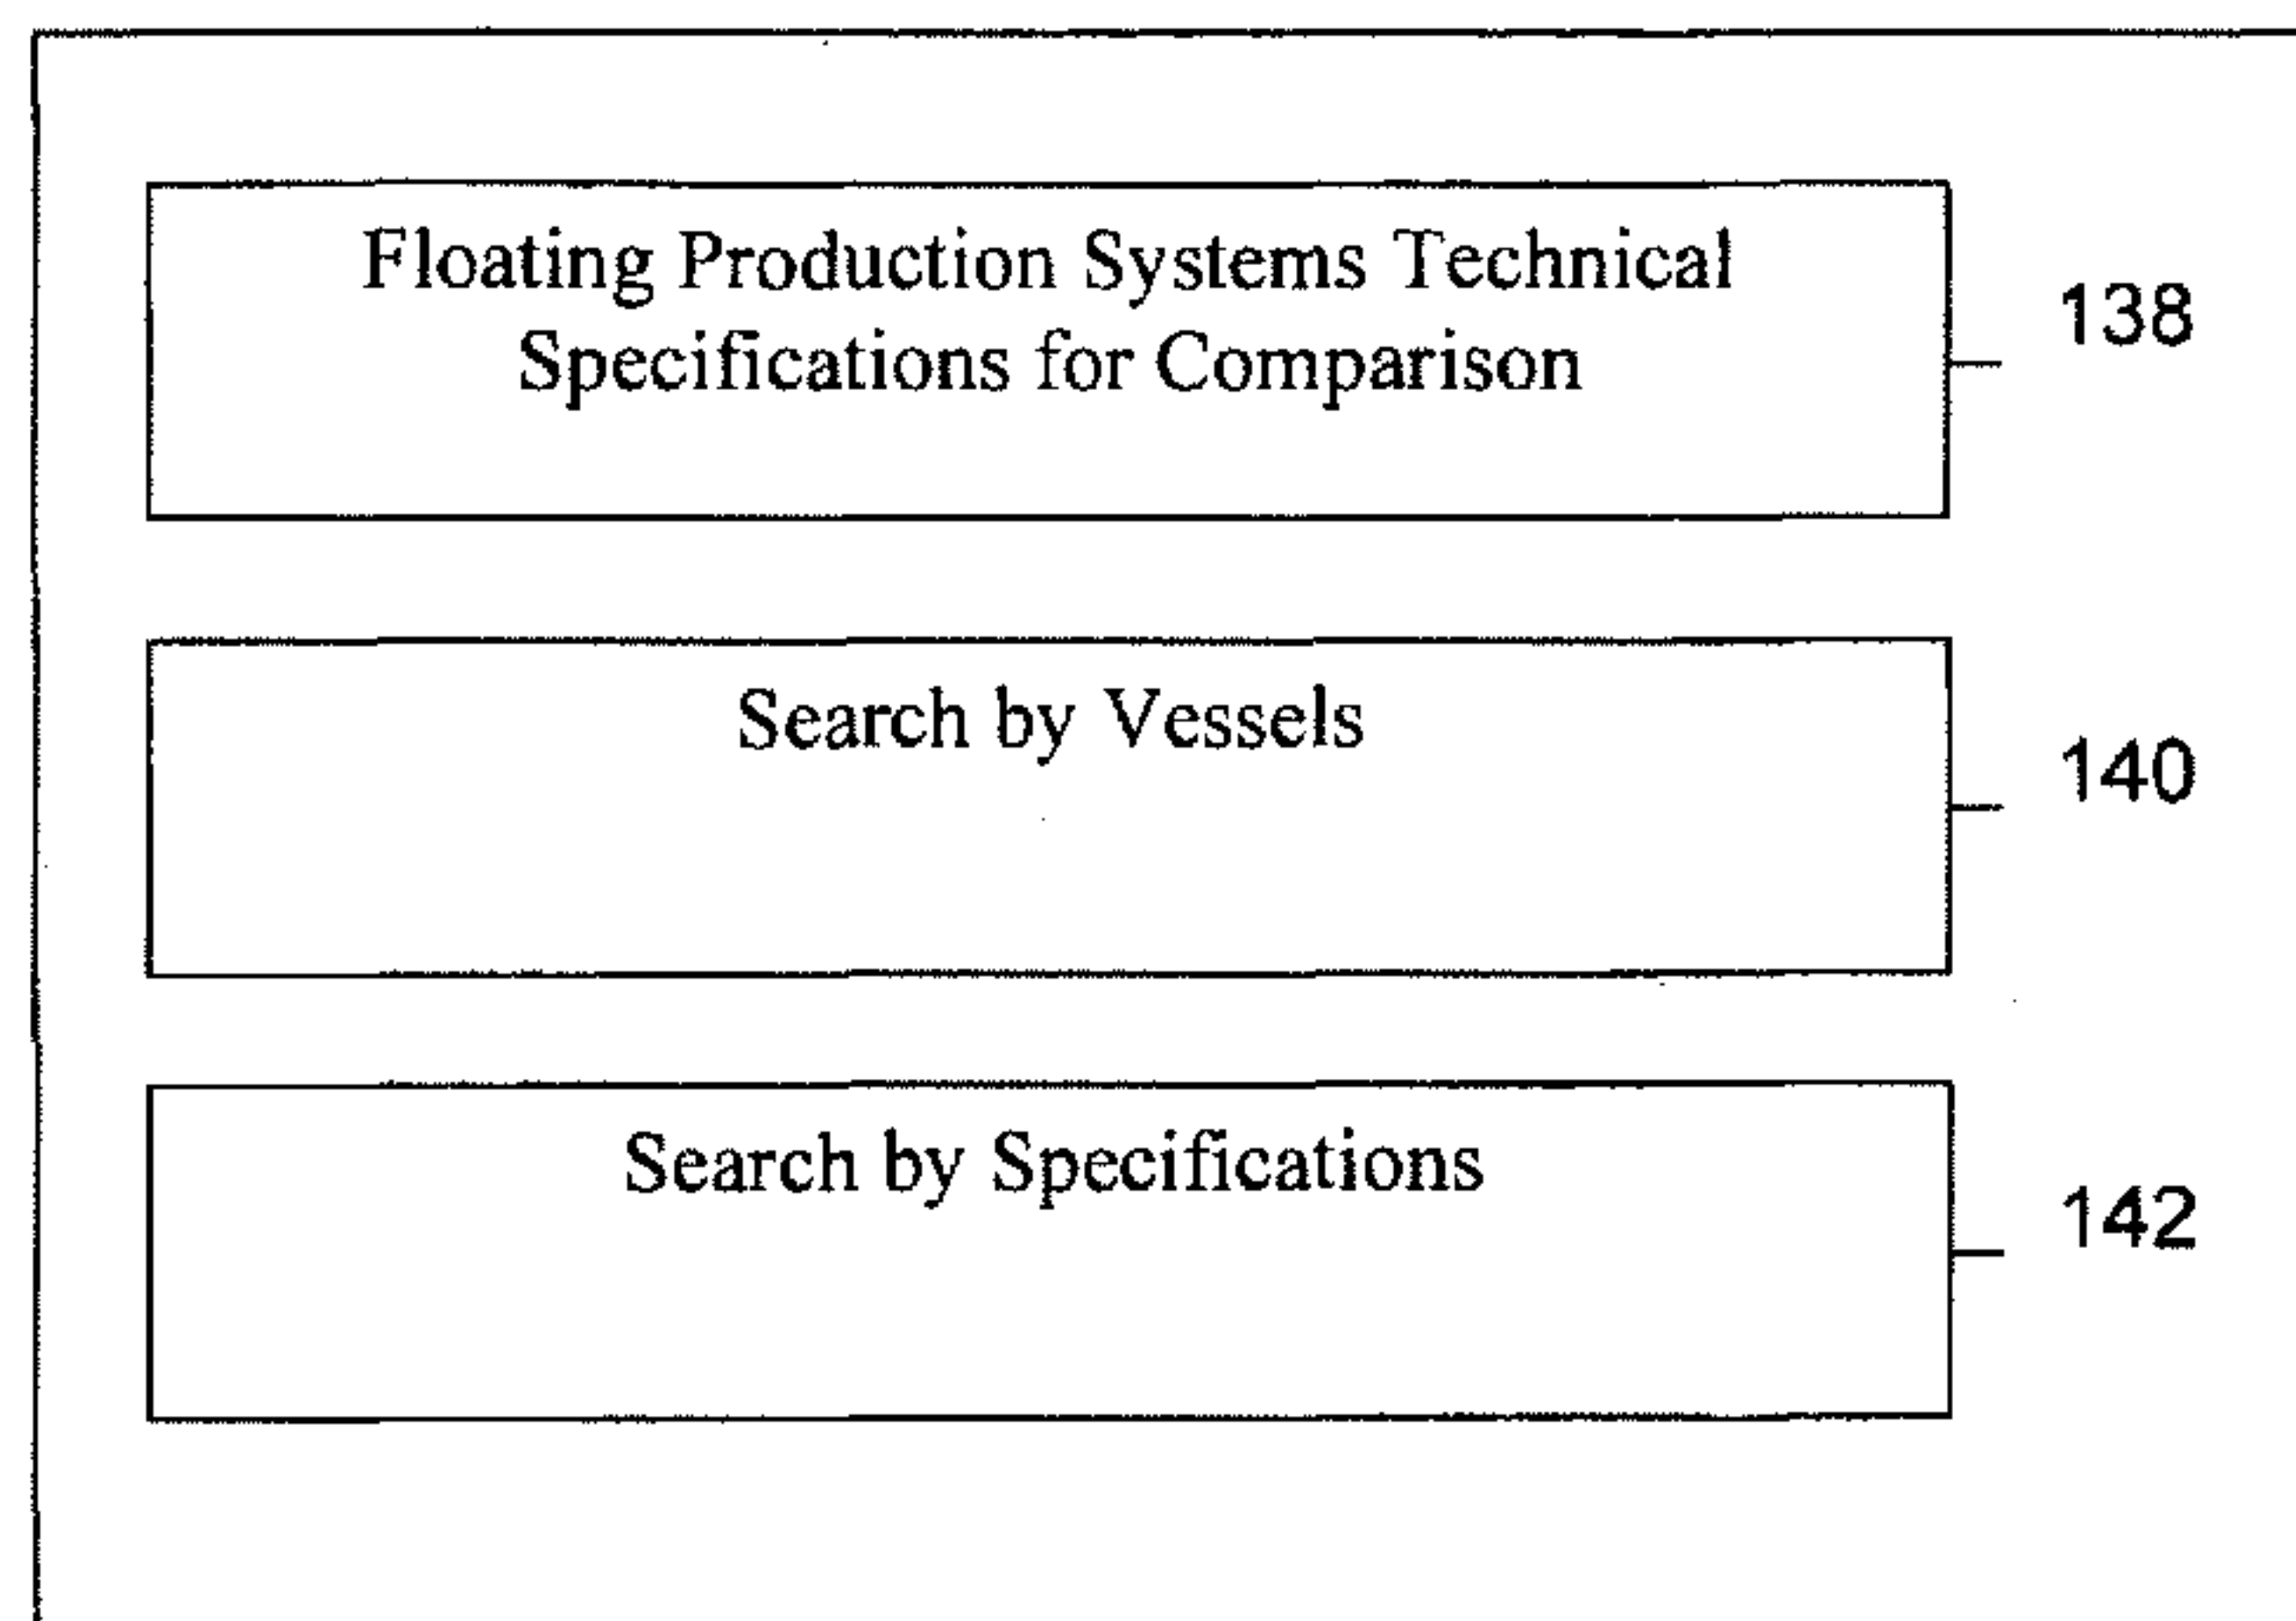 Floating Production Systems Technical
Specifications for Comparison
138
Search by Vessels
140
Search by Specifications
142